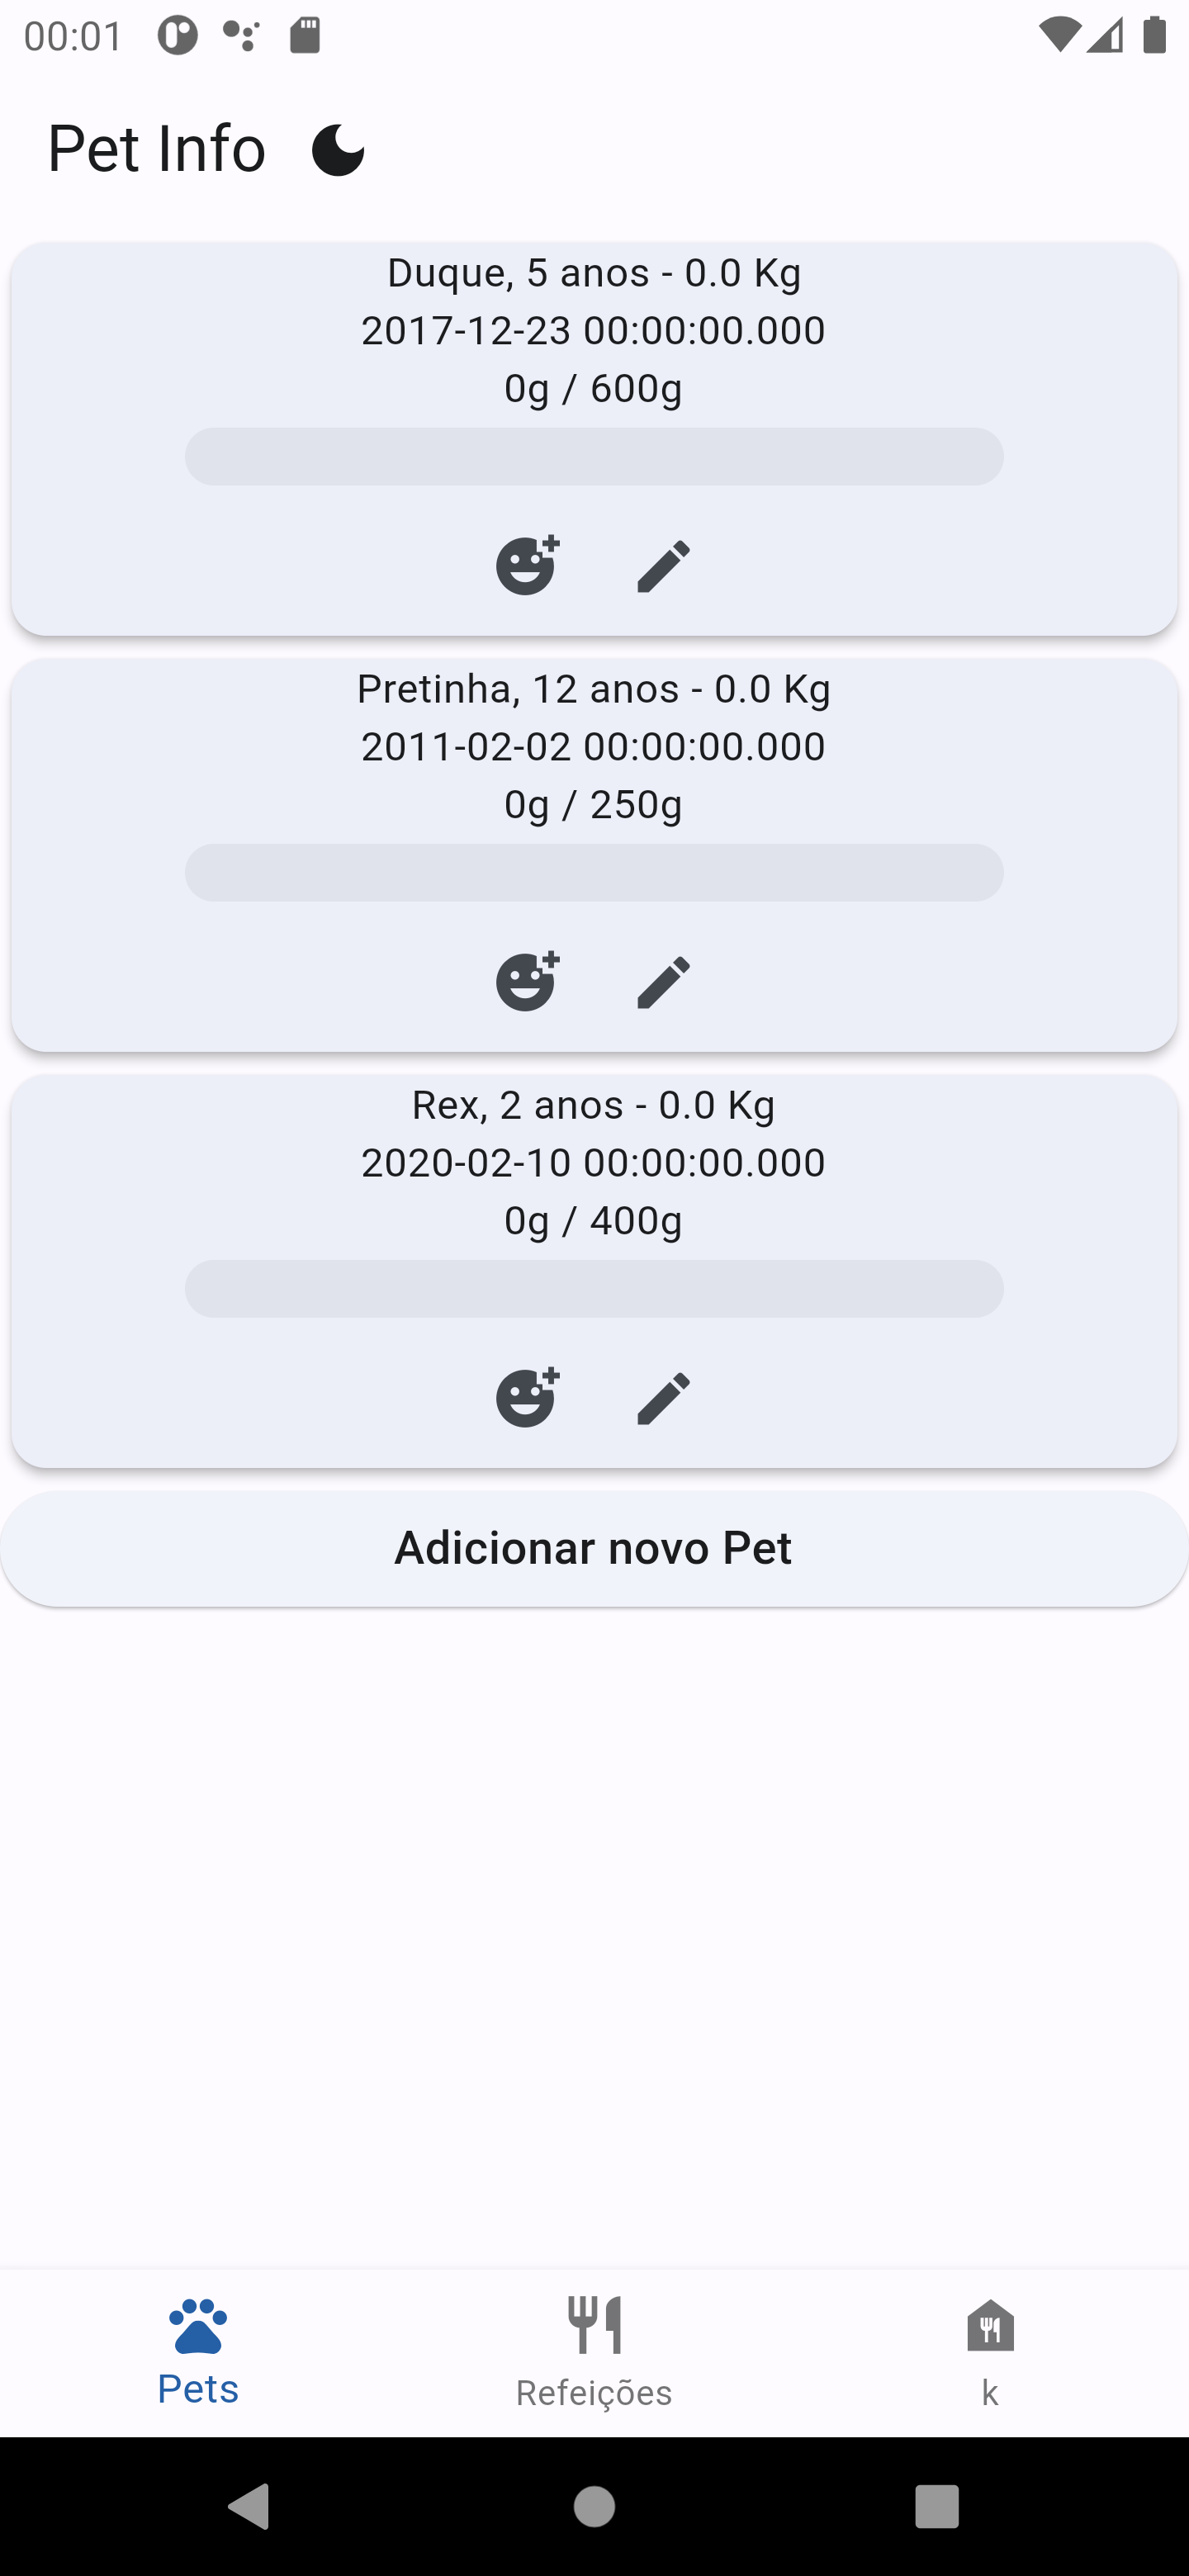 00:01
Pet Info
Duque, 5 anos - 0.0 Kg
2017-12-23 00:00:00.000
0g / 600g
Pretinha, 12 anos - 0.0 Kg
2011-02-02 00:00:00.000
0g / 250g
Rex, 2 anos - 0.0 Kg
2020-02-10 00:00:00.000
0g / 400g
Adicionar novo Pet
Pets
Refeições
k